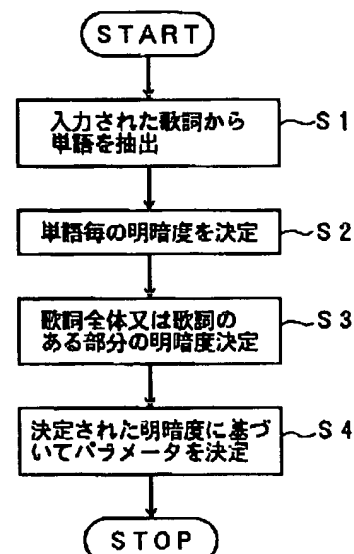 START
入力された歌詞から
単語を抽出
S1
単語毎の明暗度を決定
S2
歌詞全体又は歌詞の
ある部分の明暗度決定
S3
決定された明暗度に基づ
いてパラメータを決定
S4
STOP